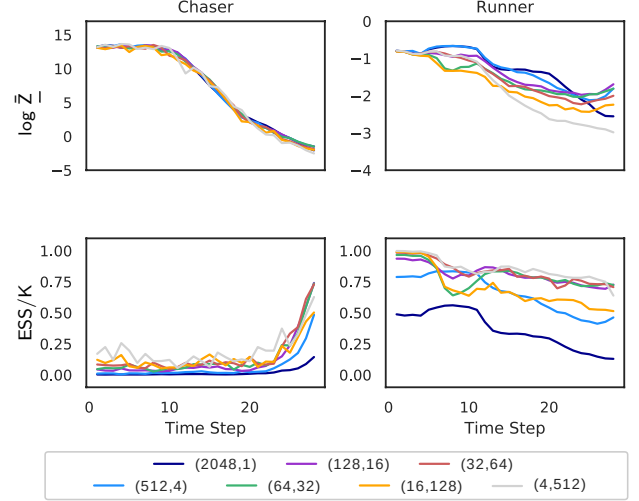 Chaser
Runner
log Z̲̄
15
10
5
0
−5
0
−1
−2
−3
−4
ESS/K
1.00
0.75
0.50
0.25
0.00
1.00
0.75
0.50
0.25
0.00
0 10 20
0 10 20
Time Step
Time Step
(2048,1) (128,16) (32,64)
(512,4) (64,32) (16,128) (4,512)